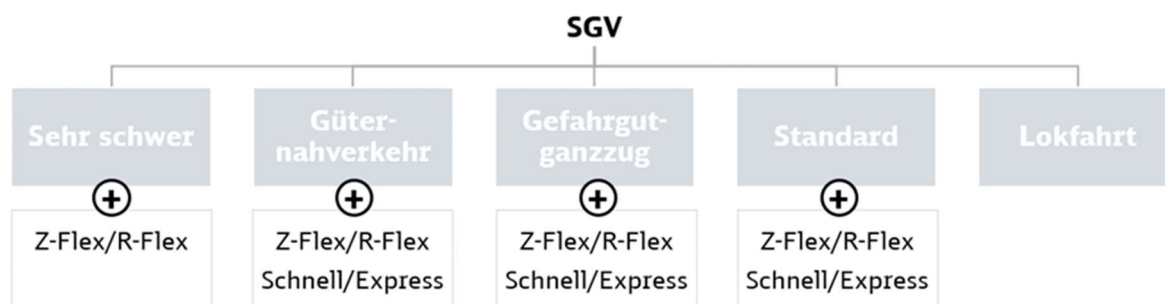 SGV
Sehr schwer
Güter-
nahverkehr
Gefahrgut-
ganzzug
Standard
Lokfahrt
Z-Flex/R-Flex
Z-Flex/R-Flex
Schnell/Express
Z-Flex/R-Flex
Schnell/Express
Z-Flex/R-Flex
Schnell/Express